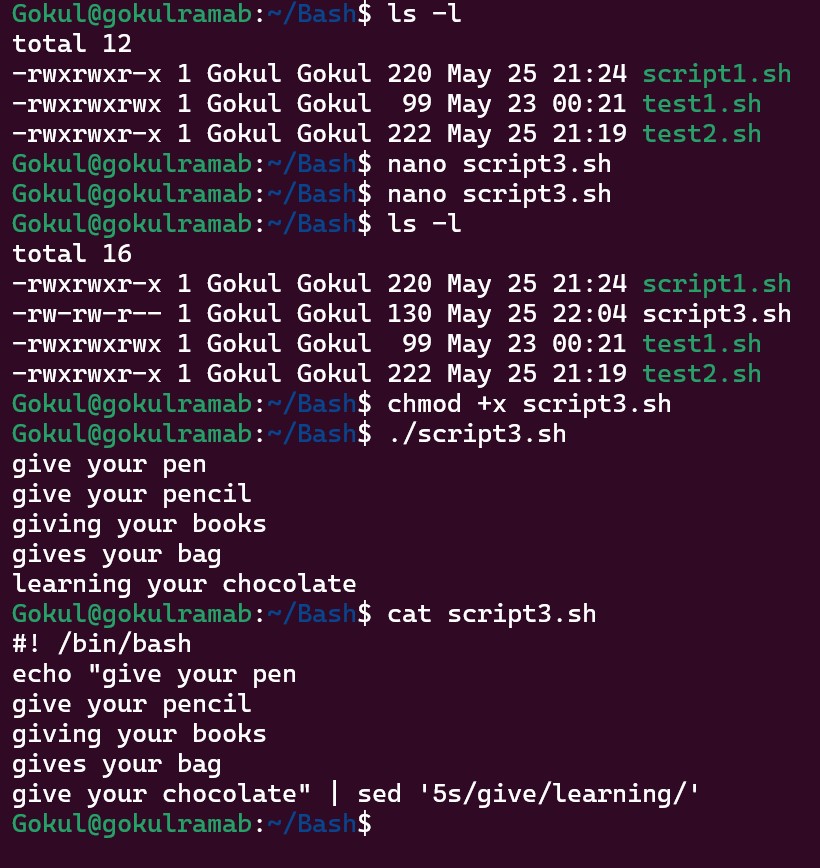 Gokul@gokulramab:~/Bash$ ls -l
total 12
-rwxrwxr-x 1 Gokul Gokul 220 May 25 21:24 script1.sh
-rwxrwxrwx 1 Gokul Gokul  99 May 23 00:21 test1.sh
-rwxrwxr-x 1 Gokul Gokul 222 May 25 21:19 test2.sh
Gokul@gokulramab:~/Bash$ nano script3.sh
Gokul@gokulramab:~/Bash$ nano script3.sh
Gokul@gokulramab:~/Bash$ ls -l
total 16
-rwxrwxr-x 1 Gokul Gokul 220 May 25 21:24 script1.sh
-rw-rw-r-- 1 Gokul Gokul 130 May 25 22:04 script3.sh
-rwxrwxrwx 1 Gokul Gokul  99 May 23 00:21 test1.sh
-rwxrwxr-x 1 Gokul Gokul 222 May 25 21:19 test2.sh
Gokul@gokulramab:~/Bash$ chmod +x script3.sh
Gokul@gokulramab:~/Bash$ ./script3.sh
give your pen
give your pencil
giving your books
gives your bag
learning your chocolate
Gokul@gokulramab:~/Bash$ cat script3.sh
#! /bin/bash
echo "give your pen
give your pencil
giving your books
gives your bag
give your chocolate" | sed '5s/give/learning/'
Gokul@gokulramab:~/Bash$